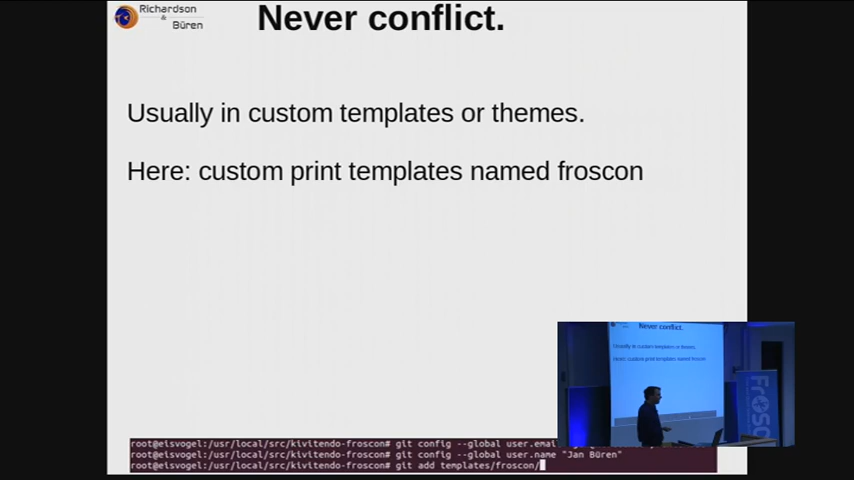 Richardson
&
Büren
Never conflict.
Usually in custom templates or themes.
Here: custom print templates named froscon
Never conflict.
Usually in custom templates or themes.
Here: custom print templates named froscon
FrOSC
root@eisvogel:/usr/local/src/kivitendo-froscon# git config --global user.emai
root@eisvogel:/usr/local/src/kivitendo-froscon# git config --global user.name "Jan Büren"
root@eisvogel:/usr/local/src/kivitendo-froscon# git add templates/froscon/